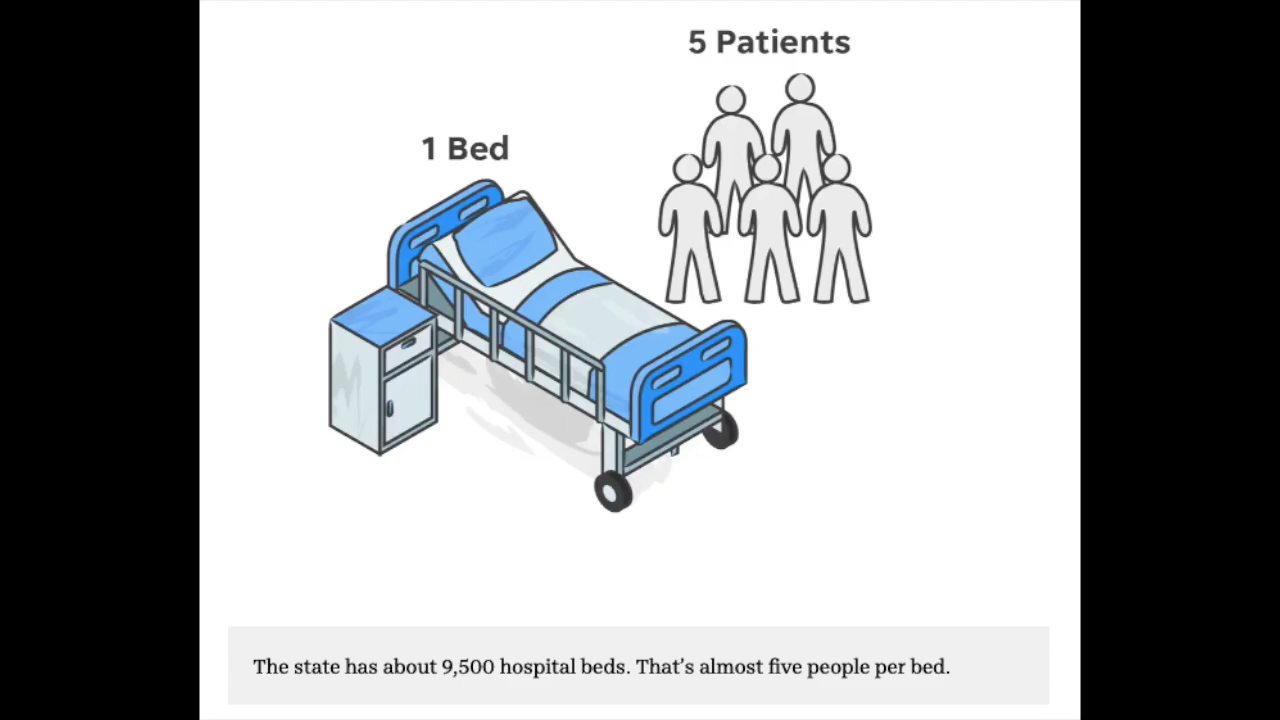 5 Patients
1 Bed
The state has about 9,500 hospital beds. That's almost five people per bed.